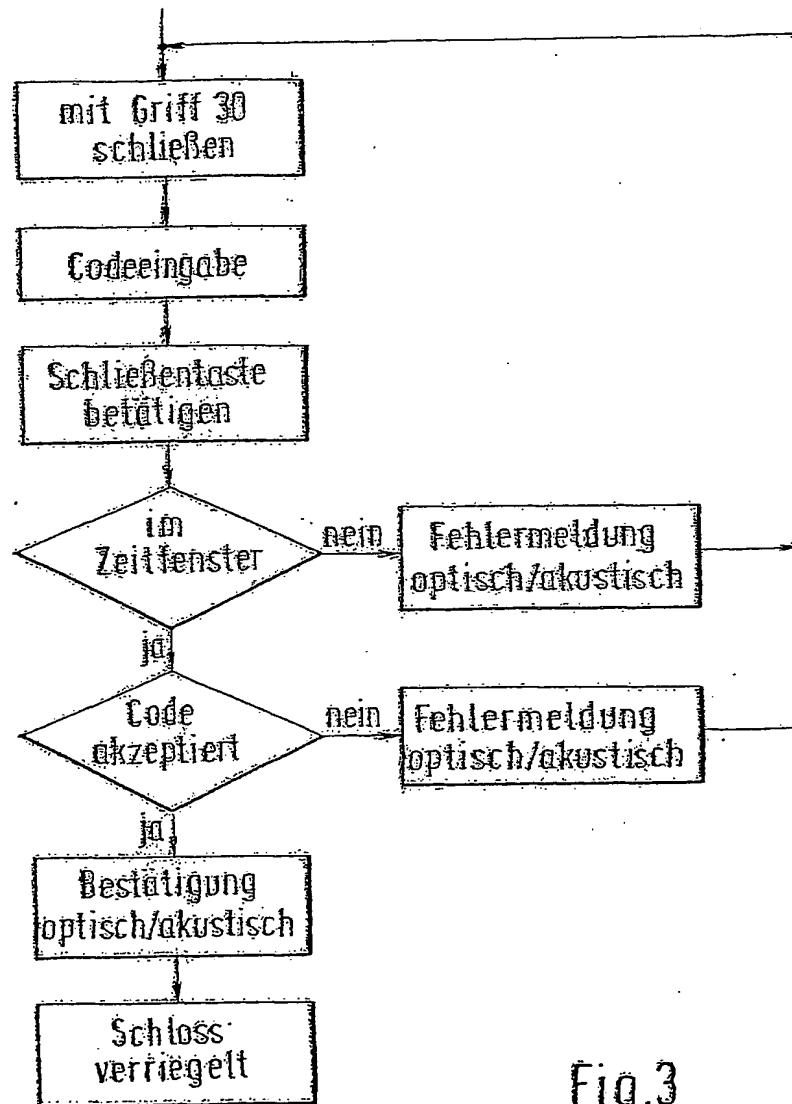 mit Griff 30
schließen
Codeeingabe
Schließentaste
betätigen
im
Zeitfenster
nein
Fehlermeldung
optisch/akustisch
ja
Code
akzeptiert
nein
Fehlermeldung
optisch/akustisch
ja
Bestätigung
optisch/akustisch
Schloss
verriegelt
Fig.3